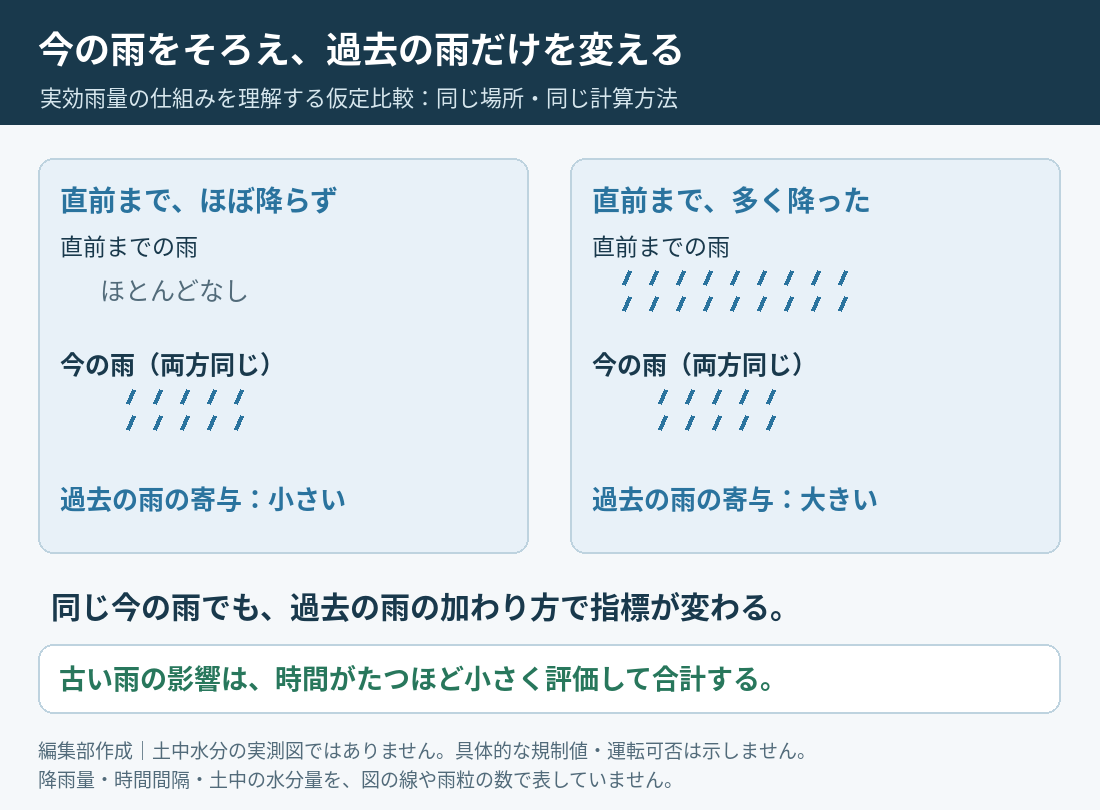 今の雨をそろえ、過去の雨だけを変える
実効雨量の仕組みを理解する仮定比較：同じ場所・同じ計算方法
直前まで、ほぼ降らず
直前までの雨
ほとんどなし
今の雨（両方同じ）
過去の雨の寄与：小さい
直前まで、多く降った
直前までの雨
今の雨（両方同じ）
過去の雨の寄与：大きい
同じ今の雨でも、過去の雨の加わり方で指標が変わる。
古い雨の影響は、時間がたつほど小さく評価して合計する。
編集部作成｜土中水分の実測図ではありません。具体的な規制値・運転可否は示しません。
降雨量・時間間隔・土中の水分量を、図の線や雨粒の数で表していません。